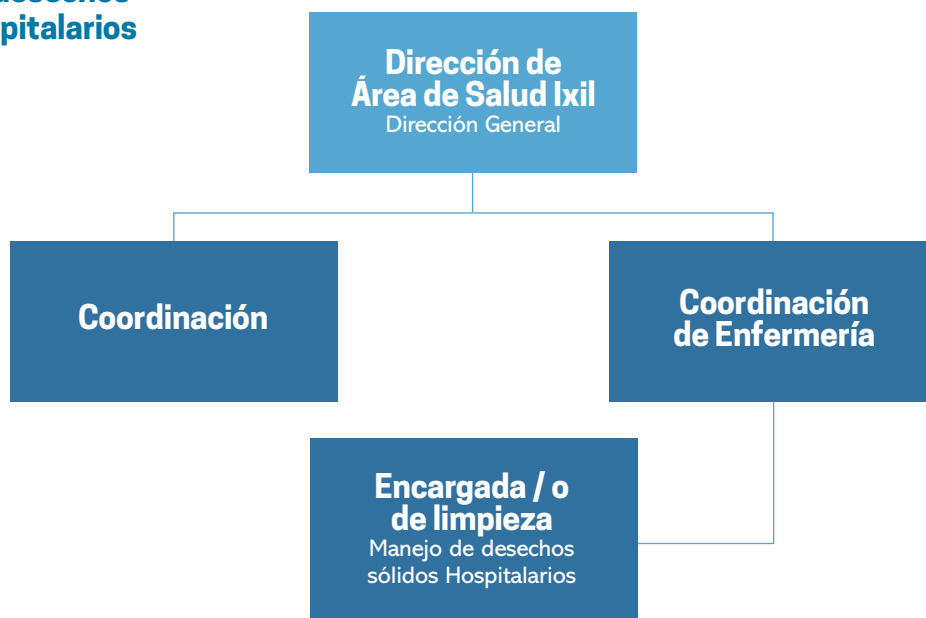 Dirección de
Área de Salud Ixil
Dirección General
Coordinación
Coordinación
de Enfermería
Encargada / o
de limpieza
Manejo de desechos
sólidos Hospitalarios